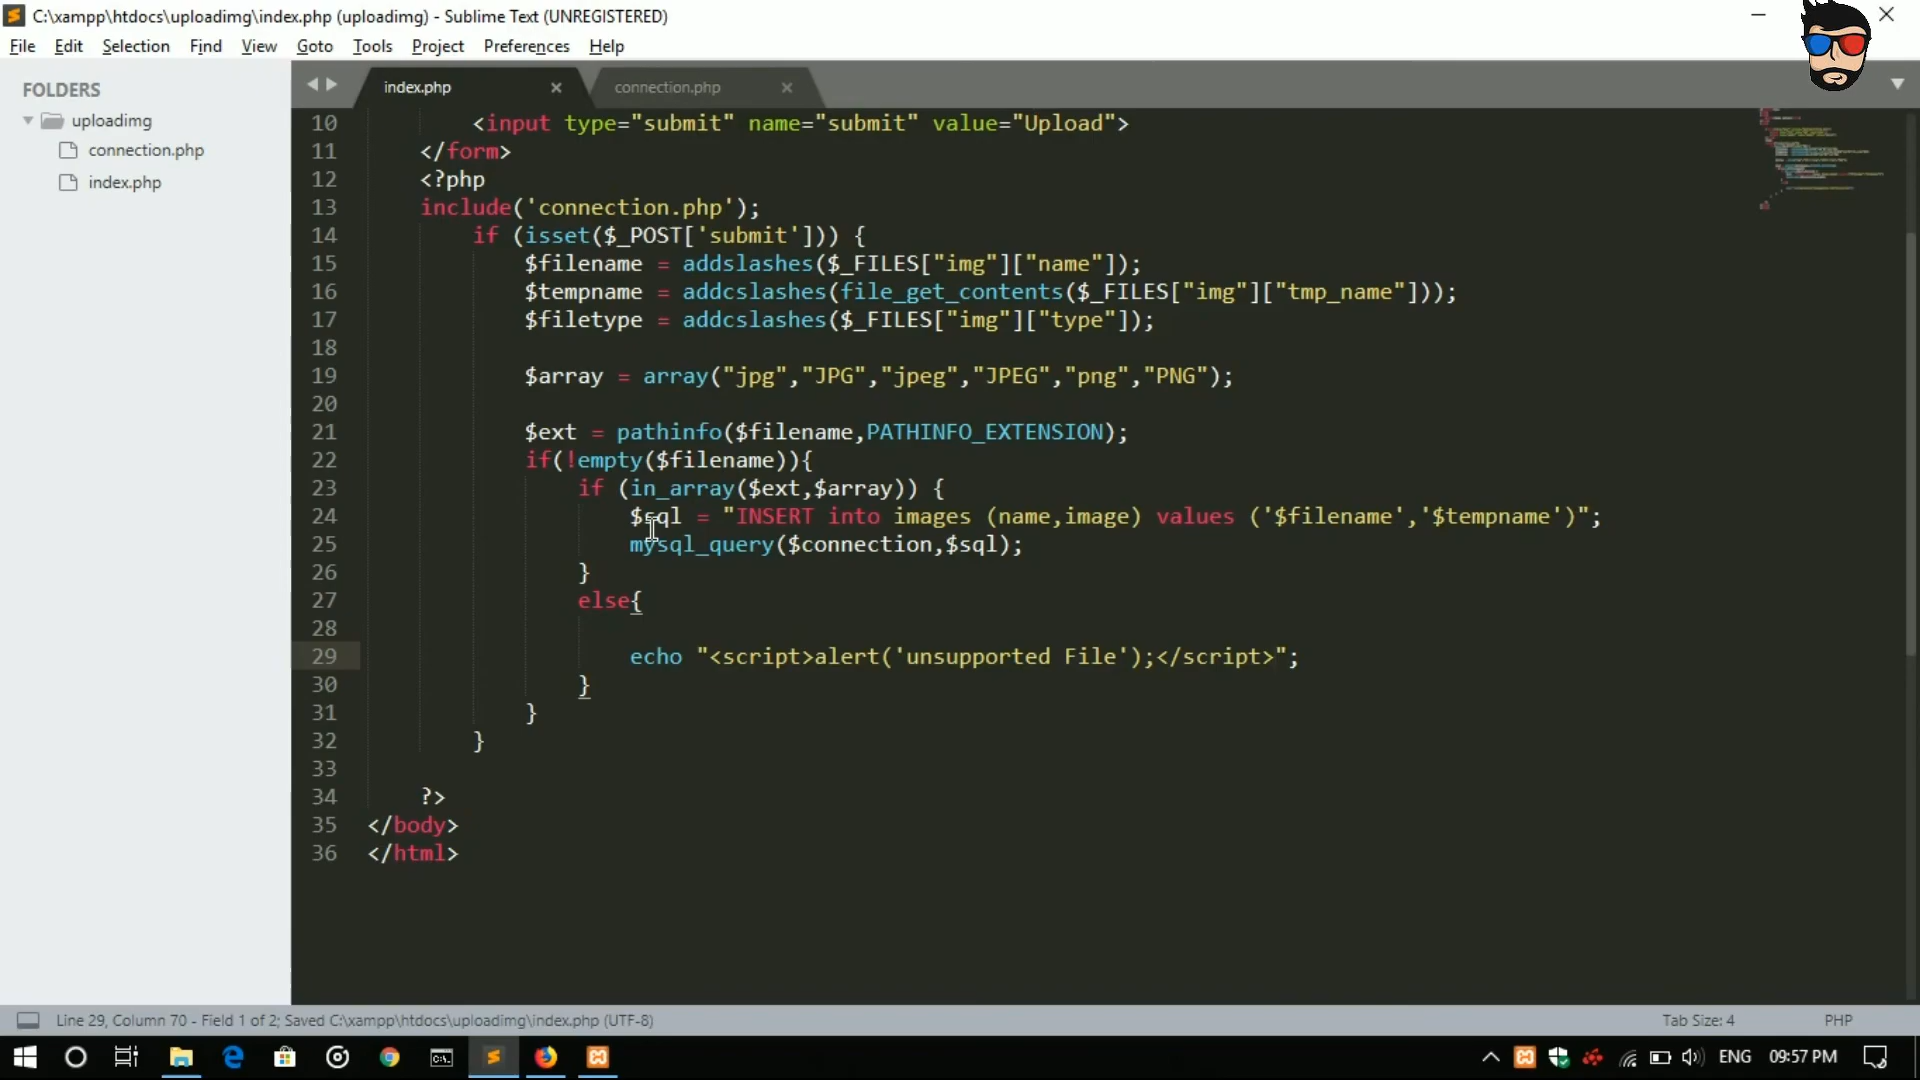 C:\xampp\htdocs\uploadimg\index.php (uploadimg) - Sublime Text (UNREGISTERED)
File Edit Selection Find View Goto Tools Project Preferences Help
FOLDERS
uploadimg
connection.php
index.php
index.php connection.php
10 <input type="submit" name="submit" value="Upload">
11 </form>
12 <?php
13 include('connection.php');
14 if (isset($_POST['submit'])) {
15 $filename = addslashes($_FILES["img"]["name"]);
16 $tempname = addcslashes(file_get_contents($_FILES["img"]["tmp_name"]));
17 $filetype = addcslashes($_FILES["img"]["type"]);
18
19 $array = array("jpg","JPG","jpeg","JPEG","png","PNG");
20
21 $ext = pathinfo($filename,PATHINFO_EXTENSION);
22 if(!empty($filename)){
23 if (in_array($ext,$array)) {
24 $sql = "INSERT into images (name,image) values ('$filename','$tempname')";
25 mysql_query($connection,$sql);
26 }
27 else{
28
29 echo "<script>alert('unsupported File');</script>";
30 }
31 }
32 }
33
34 ?>
35 </body>
36 </html>
Line 29, Column 70 - Field 1 of 2; Saved C:\xampp\htdocs\uploadimg\index.php (UTF-8) Tab Size: 4 PHP
ENG 09:57 PM